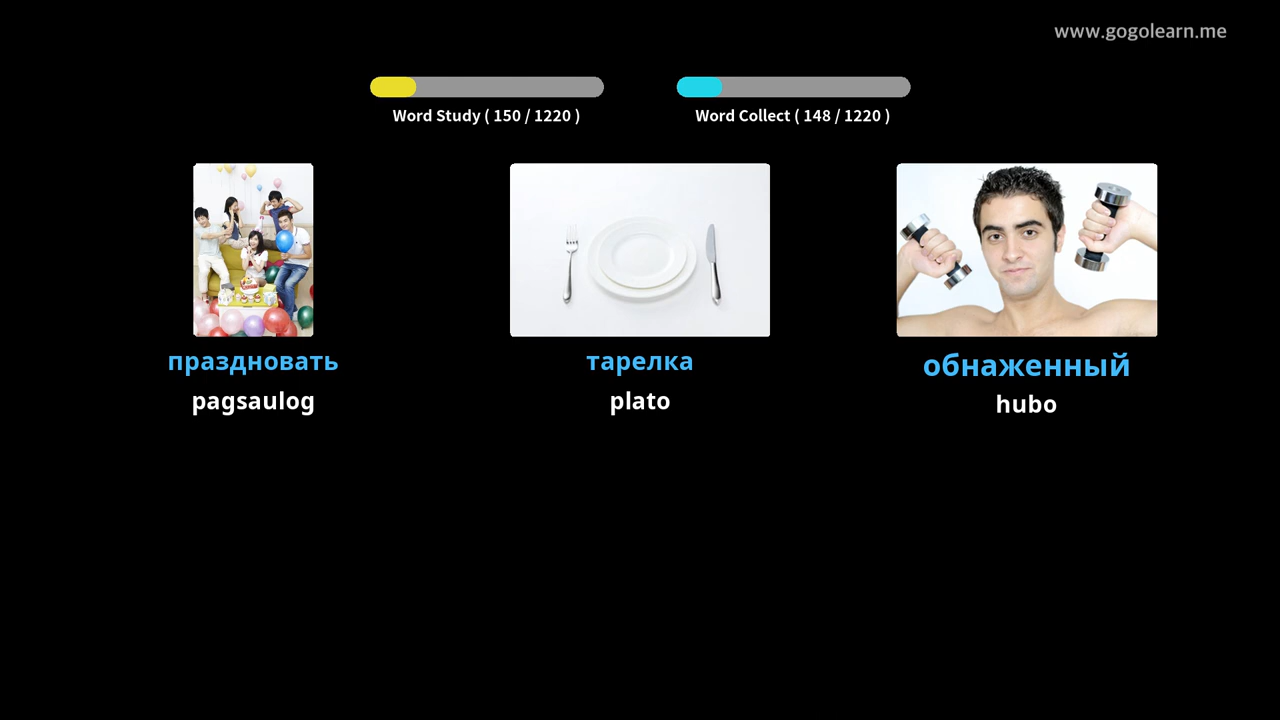 www.gogolearn.me
Word Study ( 150 / 1220 )
Word Collect ( 148 / 1220 )
праздновать
pagsaulog
тарелка
plato
обнаженный
hubo